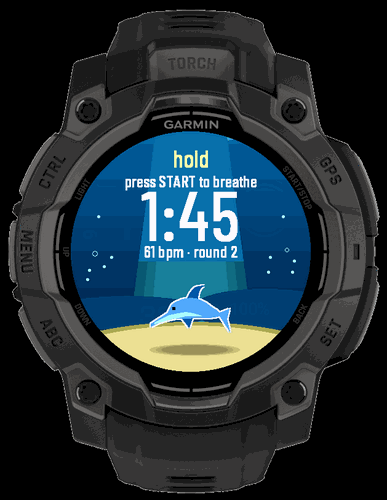 TORCH
GARMIN
CTRL
GPS
LIGHT
START/STOP
hold
press START to breathe
1:45
61 bpm · round 2
MENU
UP
ABC
DOWN
BACK
SET